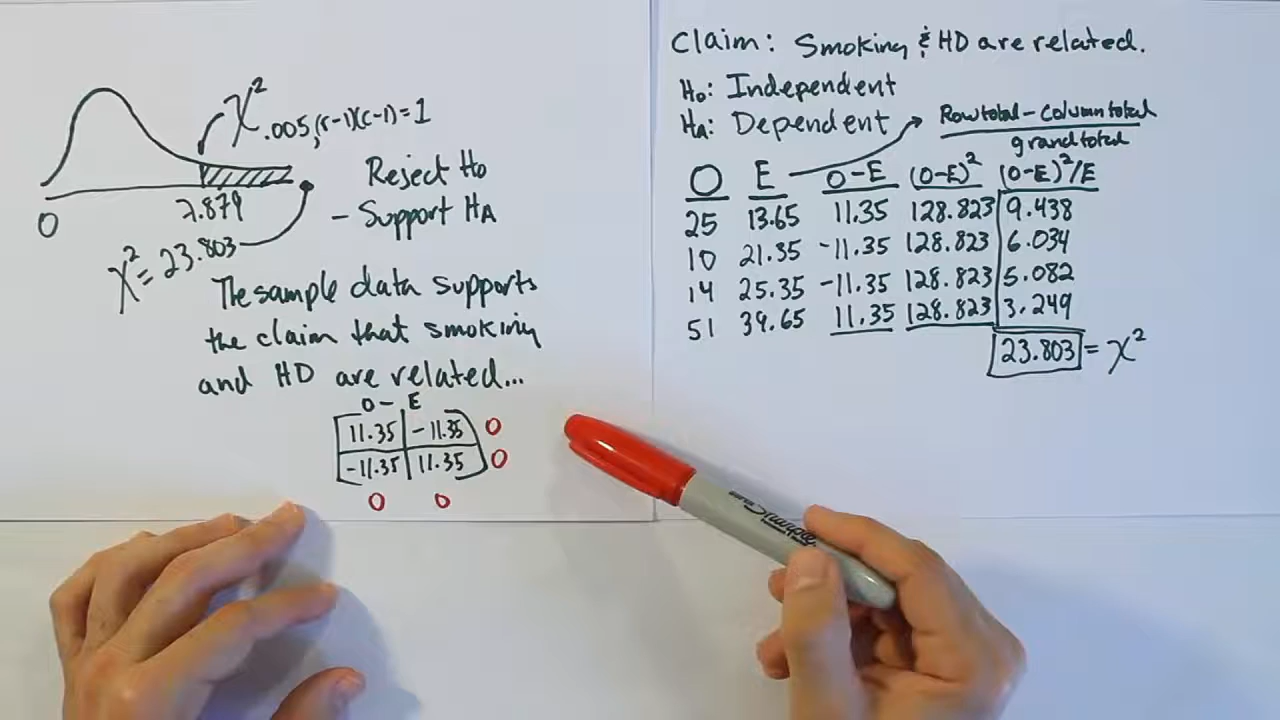 χ² .005,(r-1)(c-1)=1
Reject Ho
- Support HA
0
7.879
χ²= 23.803
The sample data supports
the claim that smoking
and HD are related...
O - E
11.35 -11.35 0
-11.35 11.35 0
0 0
Claim: Smoking & HD are related.
Ho: Independent
HA: Dependent
Row total - Column total
grand total
O E O-E (O-E)² (O-E)²/E
25 13.65 11.35 128.823 9.438
10 21.35 -11.35 128.823 6.034
14 25.35 -11.35 128.823 5.082
51 39.65 11.35 128.823 3.249
23.803 = χ²
Sharpie